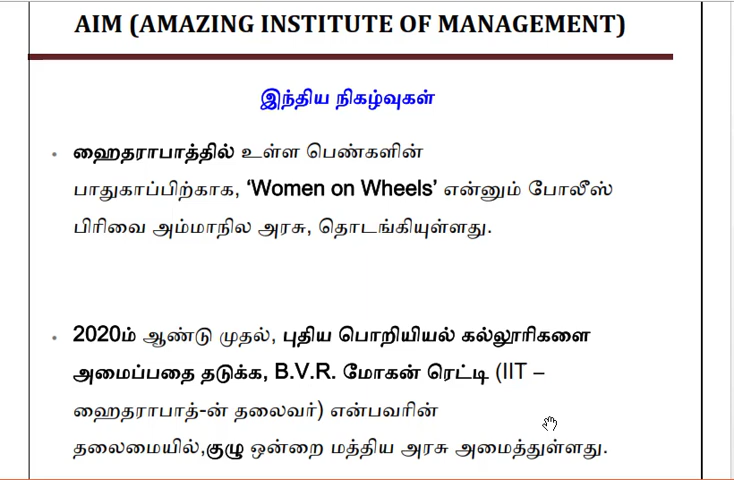 AIM (AMAZING INSTITUTE OF MANAGEMENT)
இந்திய நிகழ்வுகள்
• ஹைதராபாத்தில் உள்ள பெண்களின்
பாதுகாப்பிற்காக, ‘Women on Wheels’ என்னும் போலீஸ்
பிரிவை அம்மாநில அரசு, தொடங்கியுள்ளது.
• 2020ம் ஆண்டு முதல், புதிய பொறியியல் கல்லூரிகளை
அமைப்பதை தடுக்க, B.V.R. மோகன் ரெட்டி (IIT –
ஹைதராபாத்-ன் தலைவர்) என்பவரின்
தலைமையில்,குழு ஒன்றை மத்திய அரசு அமைத்துள்ளது.